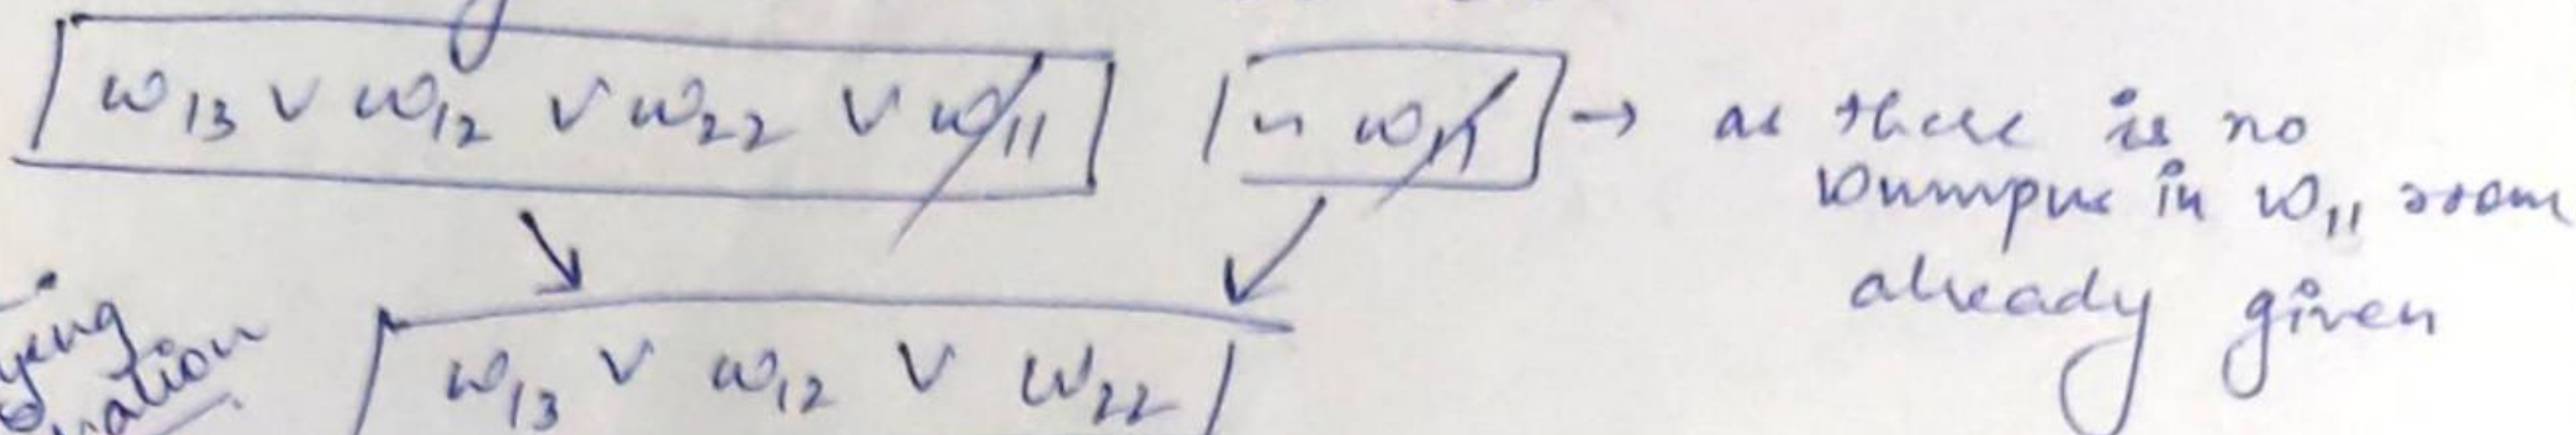 w13 ∨ w12 ∨ w22 ∨ w11 ¬ w11 → as there is no
wumpus in w11 room
already given
w13 ∨ w12 ∨ w22